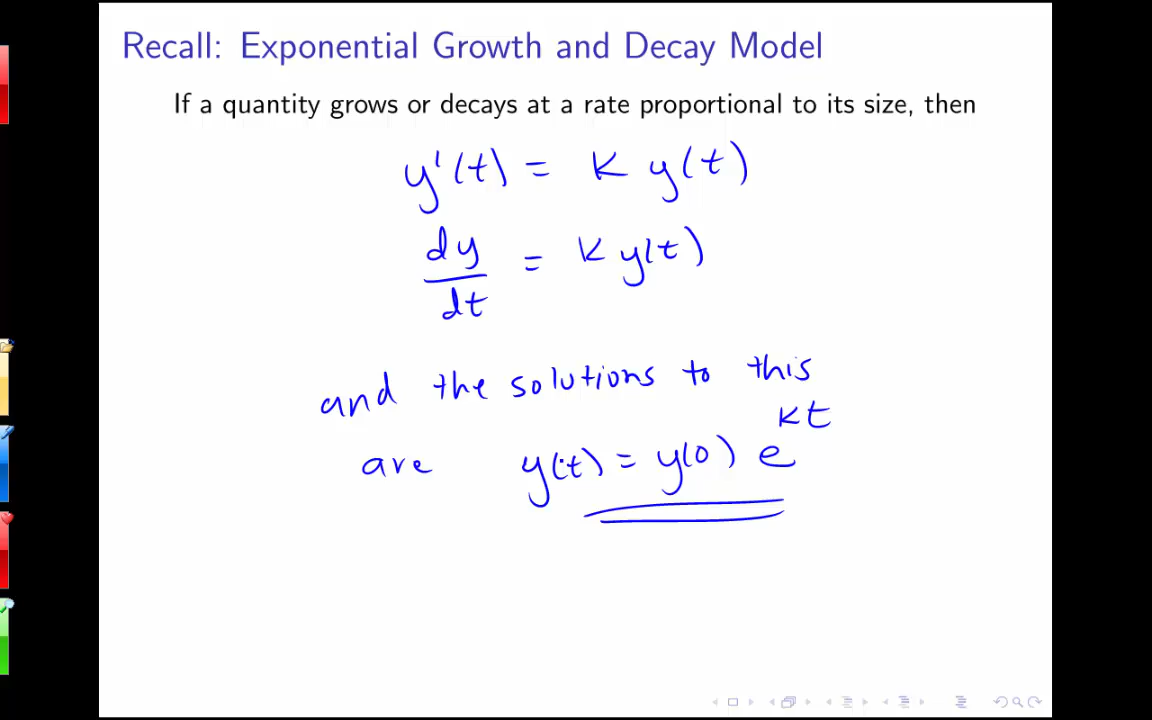 Recall: Exponential Growth and Decay Model
If a quantity grows or decays at a rate proportional to its size, then
y'(t) = k y(t)
dy/dt = k y(t)
and the solutions to this
are y(t) = y(0) e^kt